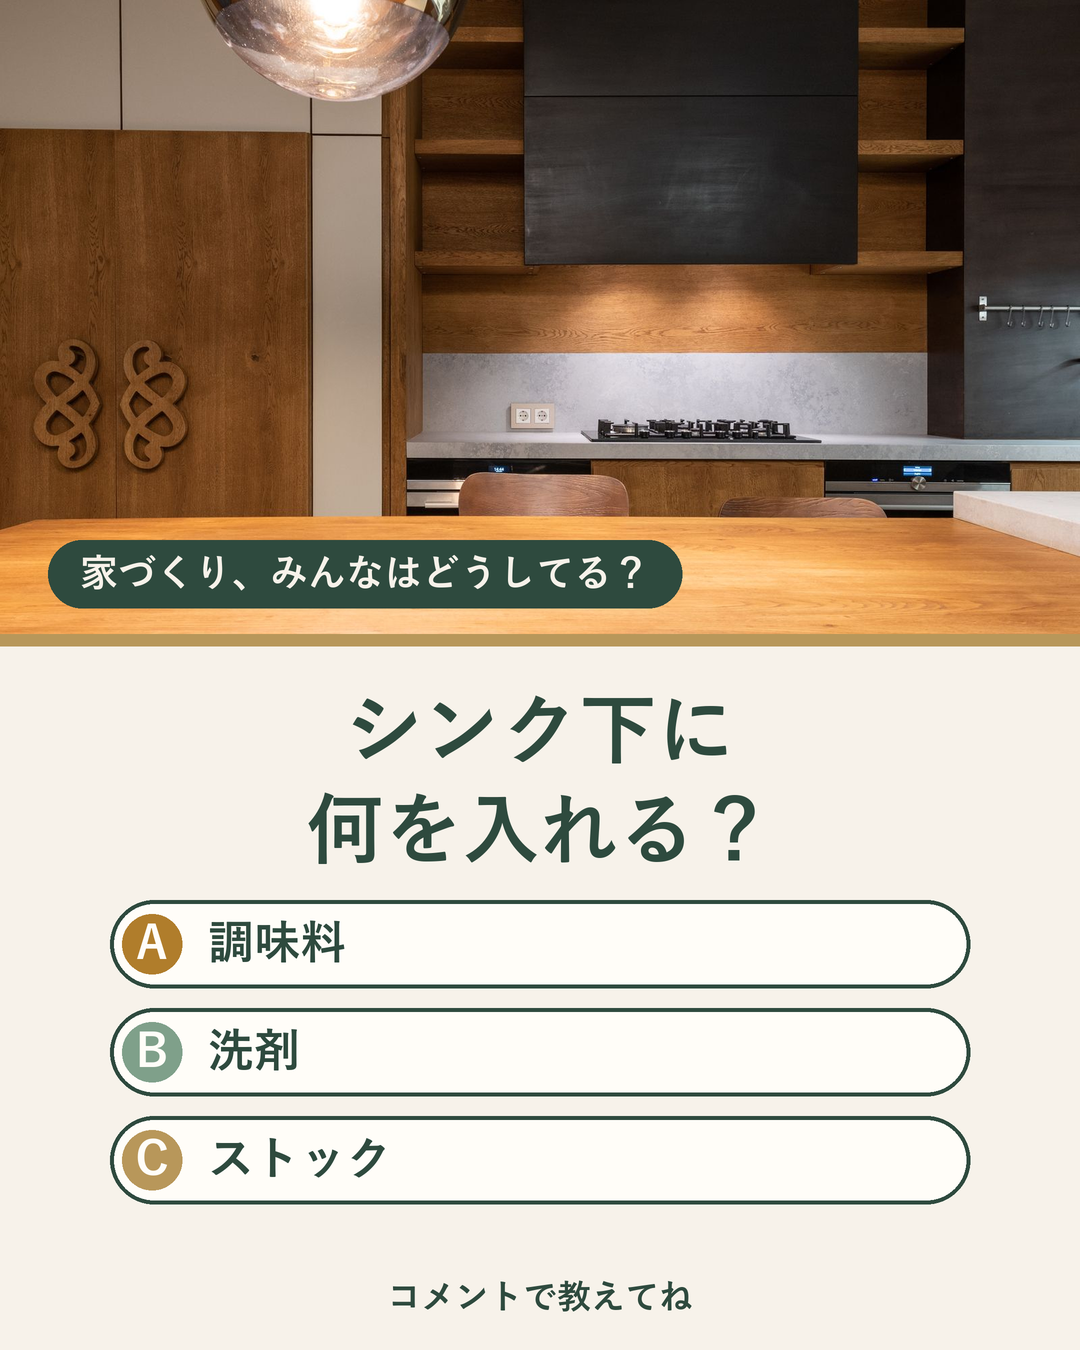 家づくり、みんなはどうしてる？
シンク下に
何を入れる？
A 調味料
B 洗剤
C ストック
コメントで教えてね